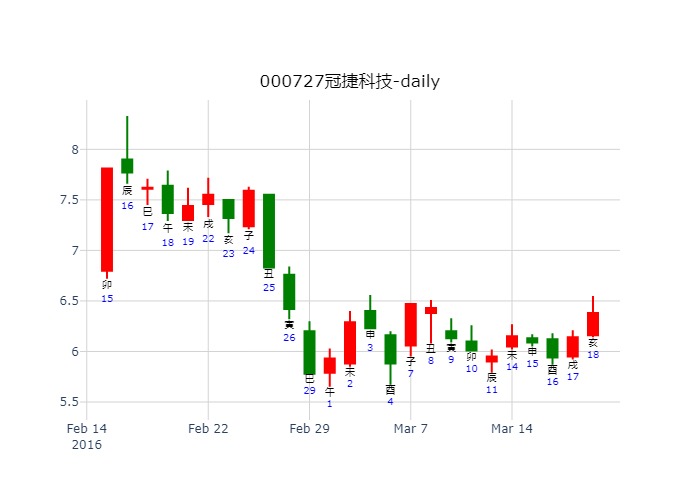 000727冠捷科技-daily
8
7.5
7
6.5
6
5.5
卯
15
辰
16
巳
17
午
18
未
19
戌
22
亥
23
子
24
丑
25
寅
26
巳
29
午
1
未
2
申
3
酉
4
子
7
丑
8
寅
9
卯
10
辰
11
未
14
申
15
酉
16
戌
17
亥
18
Feb 14
2016
Feb 22
Feb 29
Mar 7
Mar 14